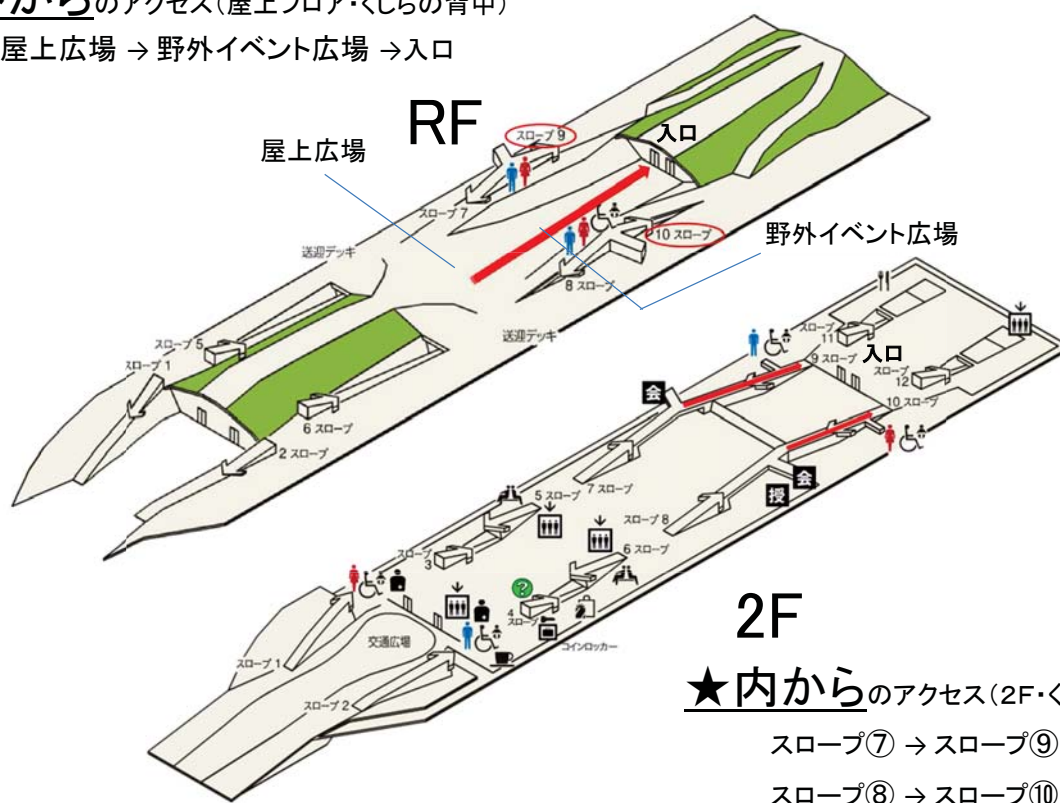 からのアクセス(屋上フロア・くじらの背中)
屋上広場 → 野外イベント広場 →入口
RF
スロープ 9
入口
屋上広場
スロープ 7
10 スロープ
野外イベント広場
送迎デッキ
8 スロープ
送迎デッキ
スロープ 5
スロープ 1
6 スロープ
2 スロープ
スロープ
11
9 スロープ
入口
スロープ
12
10 スロープ
会
7 スロープ
会
授
5 スロープ
スロープ 8
スロープ
3
6 スロープ
?
4
スロープ
コインロッカー
交通広場
スロープ 1
スロープ 2
2F
★内からのアクセス(2F・く
スロープ⑦ → スロープ⑨
スロープ⑧ → スロープ⑩